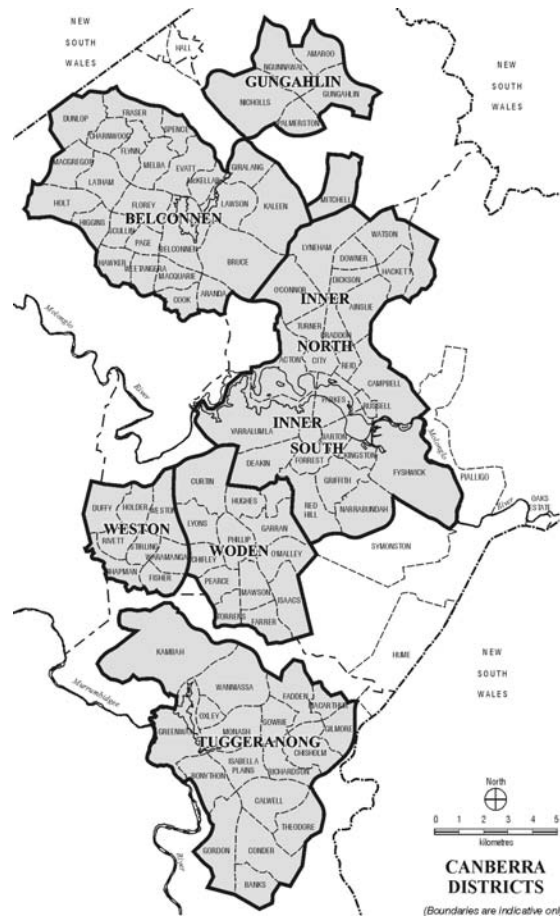 NEW
SOUTH
WALES
HALL
AMAROO
NGUNNAWAL
GUNGAHLIN
NICHOLLS
GUNGAHLIN
PALMERSTON
NEW
SOUTH
WALES
DUNLOP
FRASER
CHARNWOOD
SPENCE
FLYNN
MACGREGOR
MELBA
EVATT
McKELLAR
GIRALANG
LATHAM
HOLT
FLOREY
LAWSON
KALEEN
BELCONNEN
HIGGINS
SCULLIN
PAGE
BELCONNEN
HAWKER
WEETANGERA
MACQUARIE
BRUCE
COOK
ARANDA
MITCHELL
WATSON
LYNEHAM
DOWNER
HACKETT
DICKSON
O'CONNOR
INNER
AINSLIE
TURNER
BRADDON
NORTH
ACTON
CITY
REID
CAMPBELL
PARKES
RUSSELL
Molonglo
River
YARRALUMLA
INNER
BARTON
SOUTH
KINGSTON
DEAKIN
FORREST
GRIFFITH
FYSHWICK
RED
HILL
NARRABUNDAH
Molonglo
PIALLIGO
River
OAKS
ESTATE
SYMONSTON
CURTIN
HUGHES
DUFFY
HOLDER
WESTON
LYONS
GARRAN
WESTON
PHILLIP
RIVETT
STIRLING
WODEN
O'MALLEY
WARAMANGA
CHIFLEY
CHAPMAN
FISHER
PEARCE
MAWSON
ISAACS
TORRENS
FARRER
HUME
NEW
SOUTH
WALES
KAMBAH
Murrumbidgee
WANNIASSA
FADDEN
MACARTHUR
OXLEY
GOWRIE
GILMORE
GREENWAY
MONASH
TUGGERANONG
CHISHOLM
ISABELLA
PLAINS
RICHARDSON
BONYTHON
CALWELL
THEODORE
GORDON
CONDER
BANKS
River
North
0 1 2 3 4 5
kilometres
CANBERRA
DISTRICTS
(Boundaries are indicative on